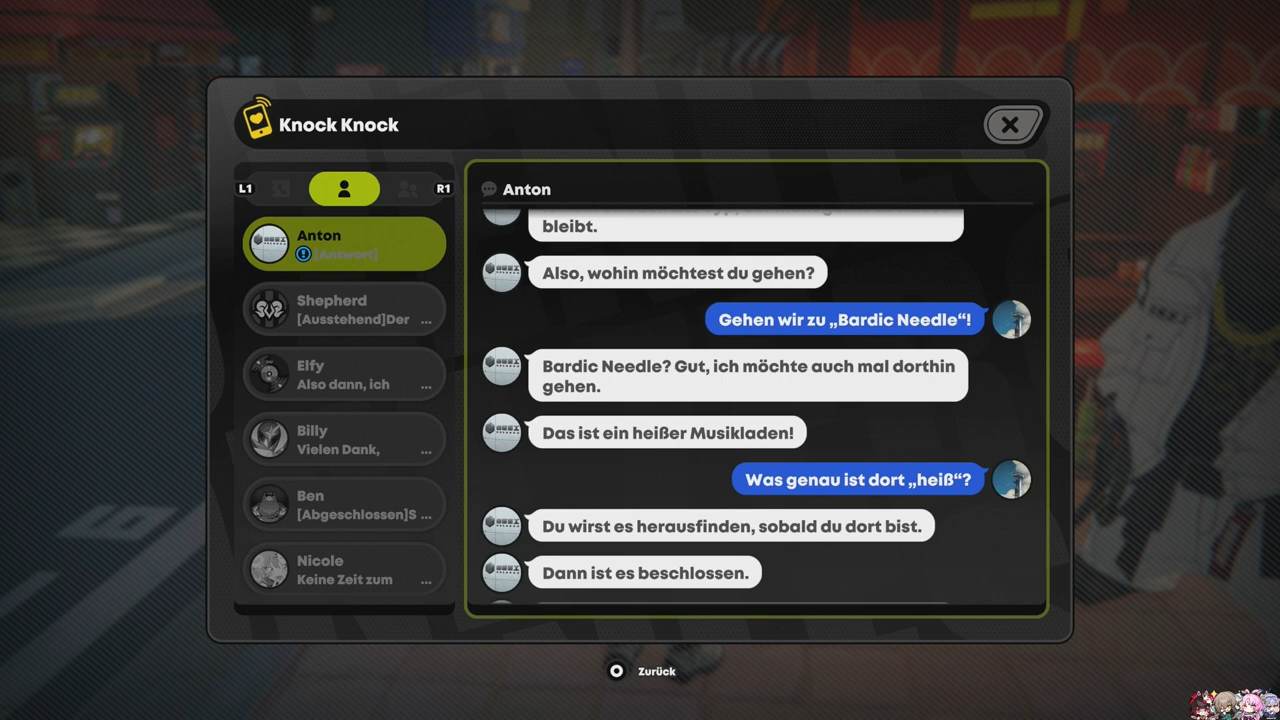 Knock Knock
L1
R1
Anton
[Antwort]
Shepherd
[Ausstehend]Der ...
Elfy
Also dann, ich ...
Billy
Vielen Dank, ...
Ben
[Abgeschlossen]S ...
Nicole
Keine Zeit zum ...
Anton
bleibt.
Also, wohin möchtest du gehen?
Gehen wir zu „Bardic Needle“!
Bardic Needle? Gut, ich möchte auch mal dorthin
gehen.
Das ist ein heißer Musikladen!
Was genau ist dort „heiß“?
Du wirst es herausfinden, sobald du dort bist.
Dann ist es beschlossen.
Zurück